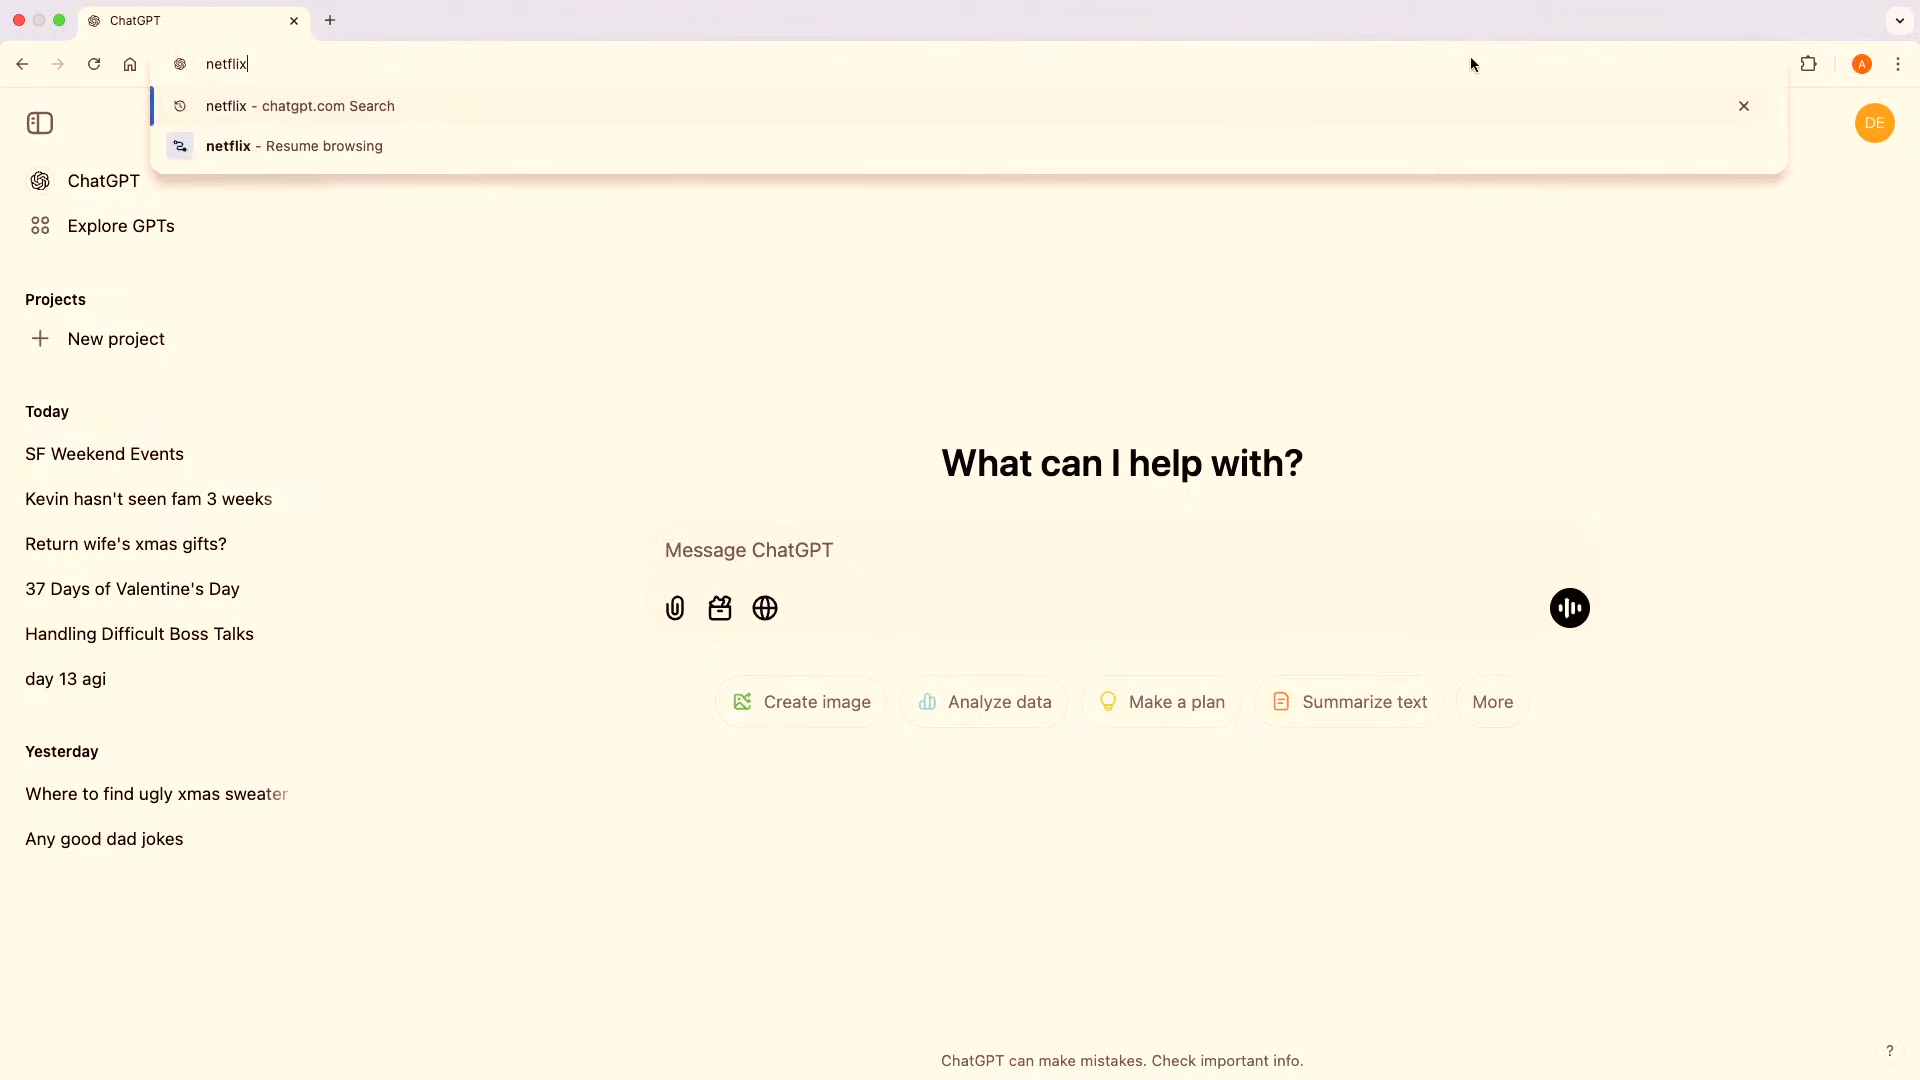 ChatGPT
netflix
netflix - chatgpt.com Search
netflix - Resume browsing
A
DE
ChatGPT
Explore GPTs
Projects
New project
Today
SF Weekend Events
Kevin hasn't seen fam 3 weeks
Return wife's xmas gifts?
37 Days of Valentine's Day
Handling Difficult Boss Talks
day 13 agi
Yesterday
Where to find ugly xmas sweater
Any good dad jokes
What can I help with?
Message ChatGPT
Create image
Analyze data
Make a plan
Summarize text
More
ChatGPT can make mistakes. Check important info.
?